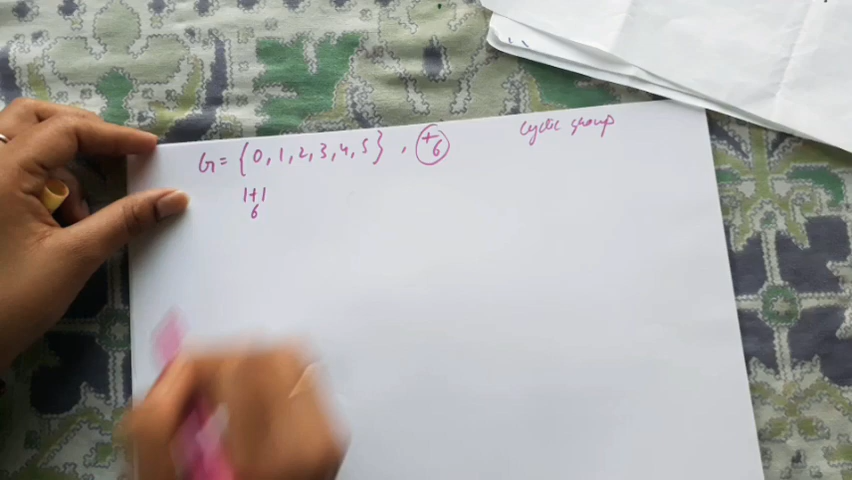 G = { 0, 1, 2, 3, 4, 5 } , +6
cyclic group
1+1
6